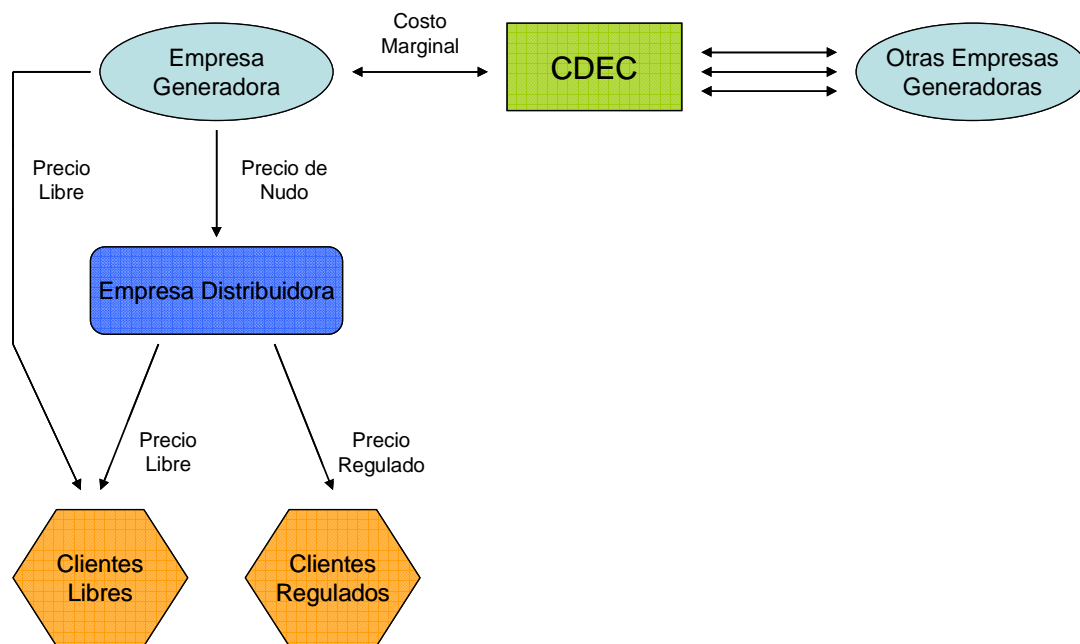 Costo
Marginal
Empresa
Generadora
CDEC
Otras Empresas
Generadoras
Precio
Libre
Precio de
Nudo
Empresa Distribuidora
Precio
Libre
Precio
Regulado
Clientes
Libres
Clientes
Regulados